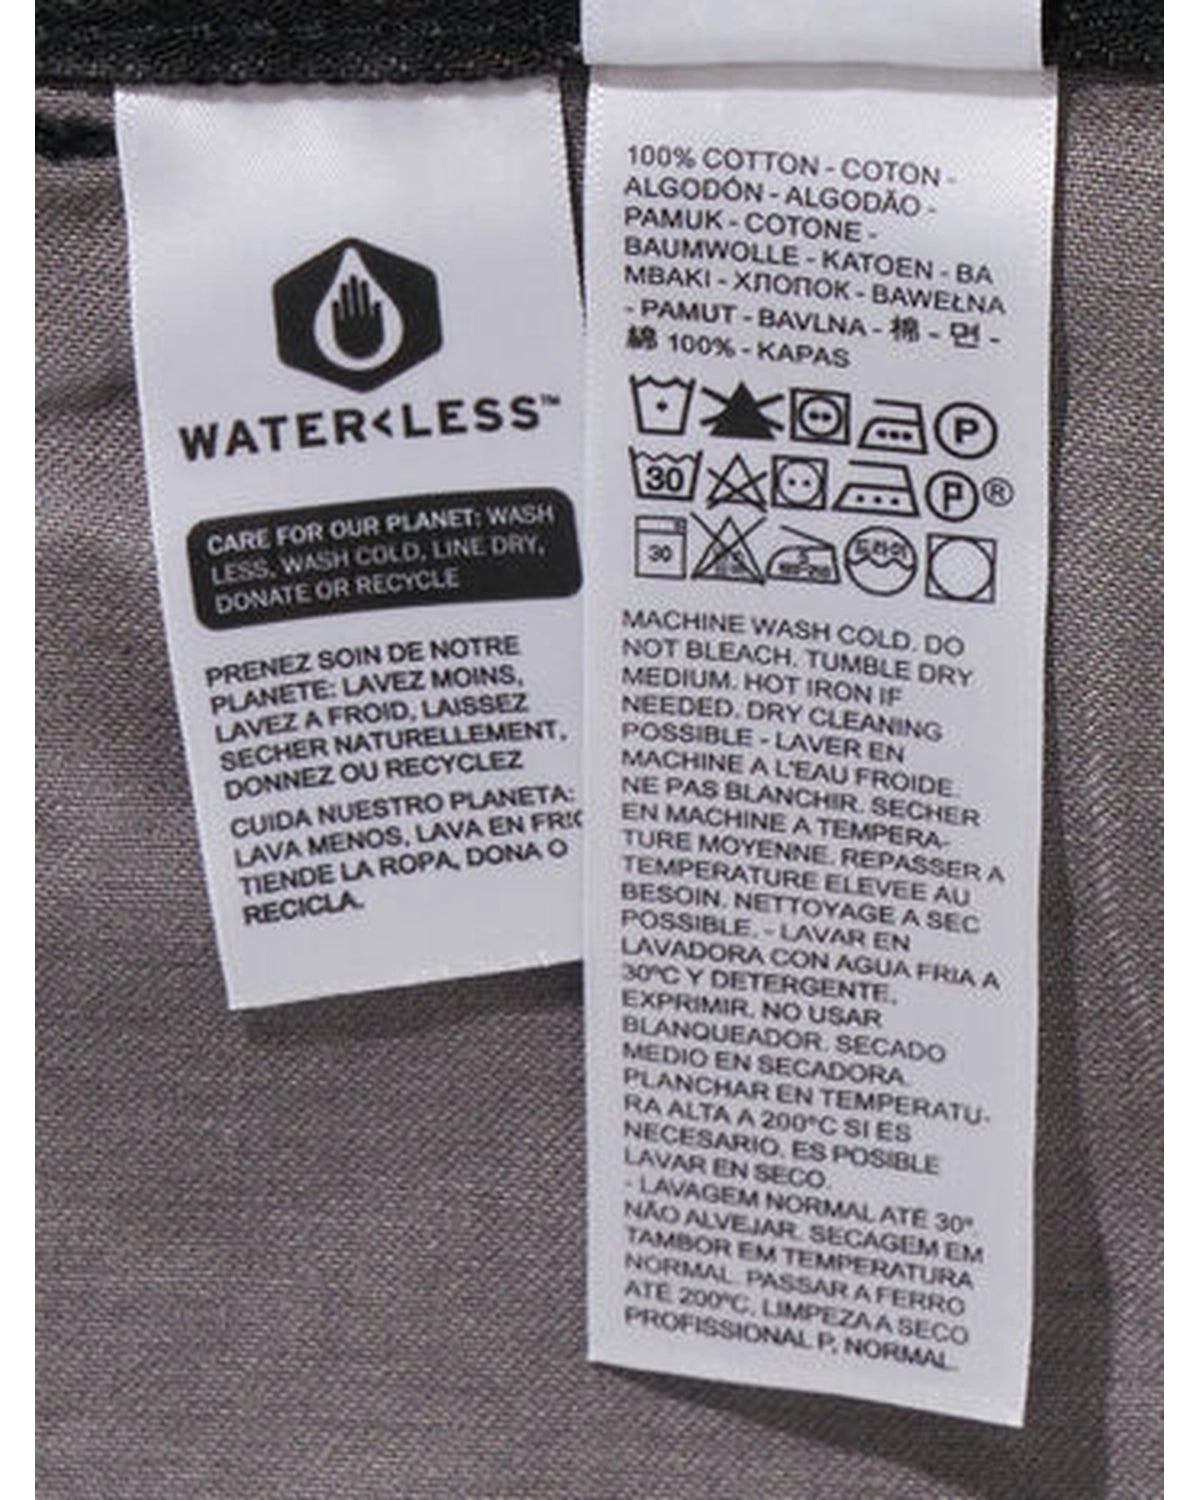 WATER<LESS™
CARE FOR OUR PLANET: WASH
LESS, WASH COLD, LINE DRY,
DONATE OR RECYCLE
PRENEZ SOIN DE NOTRE
PLANETE: LAVEZ MOINS,
LAVEZ A FROID, LAISSEZ
SECHER NATURELLEMENT,
DONNEZ OU RECYCLEZ
CUIDA NUESTRO PLANETA:
LAVA MENOS, LAVA EN
TIENDE LA ROPA, DONA O
RECICLA.
100% COTTON - COTON -
ALGODÓN - ALGODÃO -
PAMUK - COTONE -
BAUMWOLLE - KATOEN - BA
MBAKI - ХЛОПОК - BAWEŁNA
- PAMUT - BAVLNA - 棉 - 면 -
綿 100% - KAPAS
P
30 P ®
30 드라이
MACHINE WASH COLD. DO
NOT BLEACH. TUMBLE DRY
MEDIUM. HOT IRON IF
NEEDED. DRY CLEANING
POSSIBLE - LAVER EN
MACHINE A L'EAU FROIDE.
NE PAS BLANCHIR. SECHER
EN MACHINE A TEMPERA-
TURE MOYENNE. REPASSER A
TEMPERATURE ELEVEE AU
BESOIN. NETTOYAGE A SEC
POSSIBLE. - LAVAR EN
LAVADORA CON AGUA FRIA A
30ºC Y DETERGENTE.
EXPRIMIR. NO USAR
BLANQUEADOR. SECADO
MEDIO EN SECADORA.
PLANCHAR EN TEMPERATU-
RA ALTA A 200°C SI ES
NECESARIO. ES POSIBLE
LAVAR EN SECO.
- LAVAGEM NORMAL ATÉ 30°.
NÃO ALVEJAR. SECAGEM EM
TAMBOR EM TEMPERATURA
NORMAL. PASSAR A FERRO
ATÉ 200ºC. LIMPEZA A SECO
PROFISSIONAL P, NORMAL.